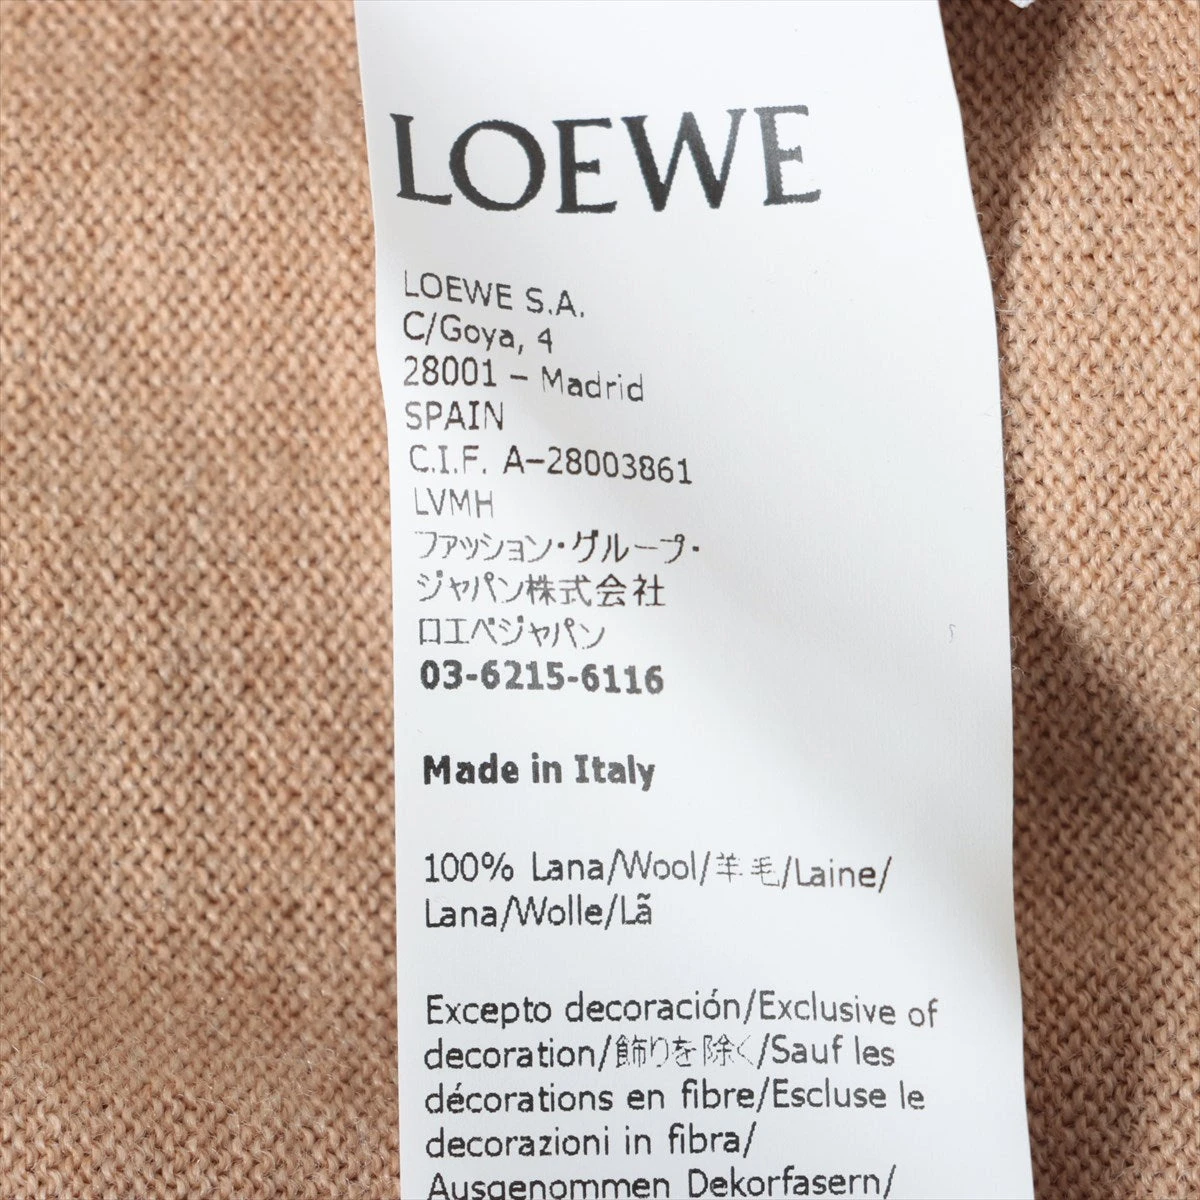 LOEWE
LOEWE S.A.
C/Goya, 4
28001 – Madrid
SPAIN
C.I.F. A-28003861
LVMH
ファッション・グループ・
ジャパン株式会社
ロエベジャパン
03-6215-6116
Made in Italy
100% Lana/Wool/羊毛/Laine/
Lana/Wolle/Lã
Excepto decoración/Exclusive of
decoration/飾りを除く/Sauf les
décorations en fibre/Escluse le
decorazioni in fibra/
Ausgenommen Dekorfasern/